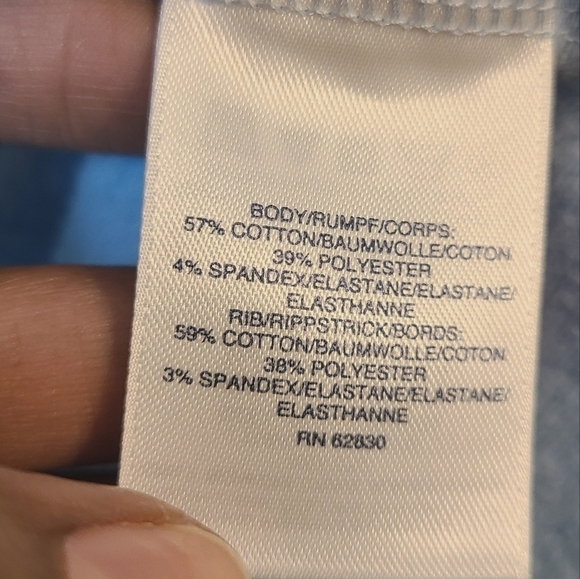 BODY/RUMPF/CORPS:
57% COTTON/BAUMWOLLE/COTON
39% POLYESTER
4% SPANDEX/ELASTANE/ELASTANE/
ELASTHANNE
RIB/RIPPSTRICK/BORDS:
59% COTTON/BAUMWOLLE/COTON
38% POLYESTER
3% SPANDEX/ELASTANE/ELASTANE/
ELASTHANNE
RN 62830